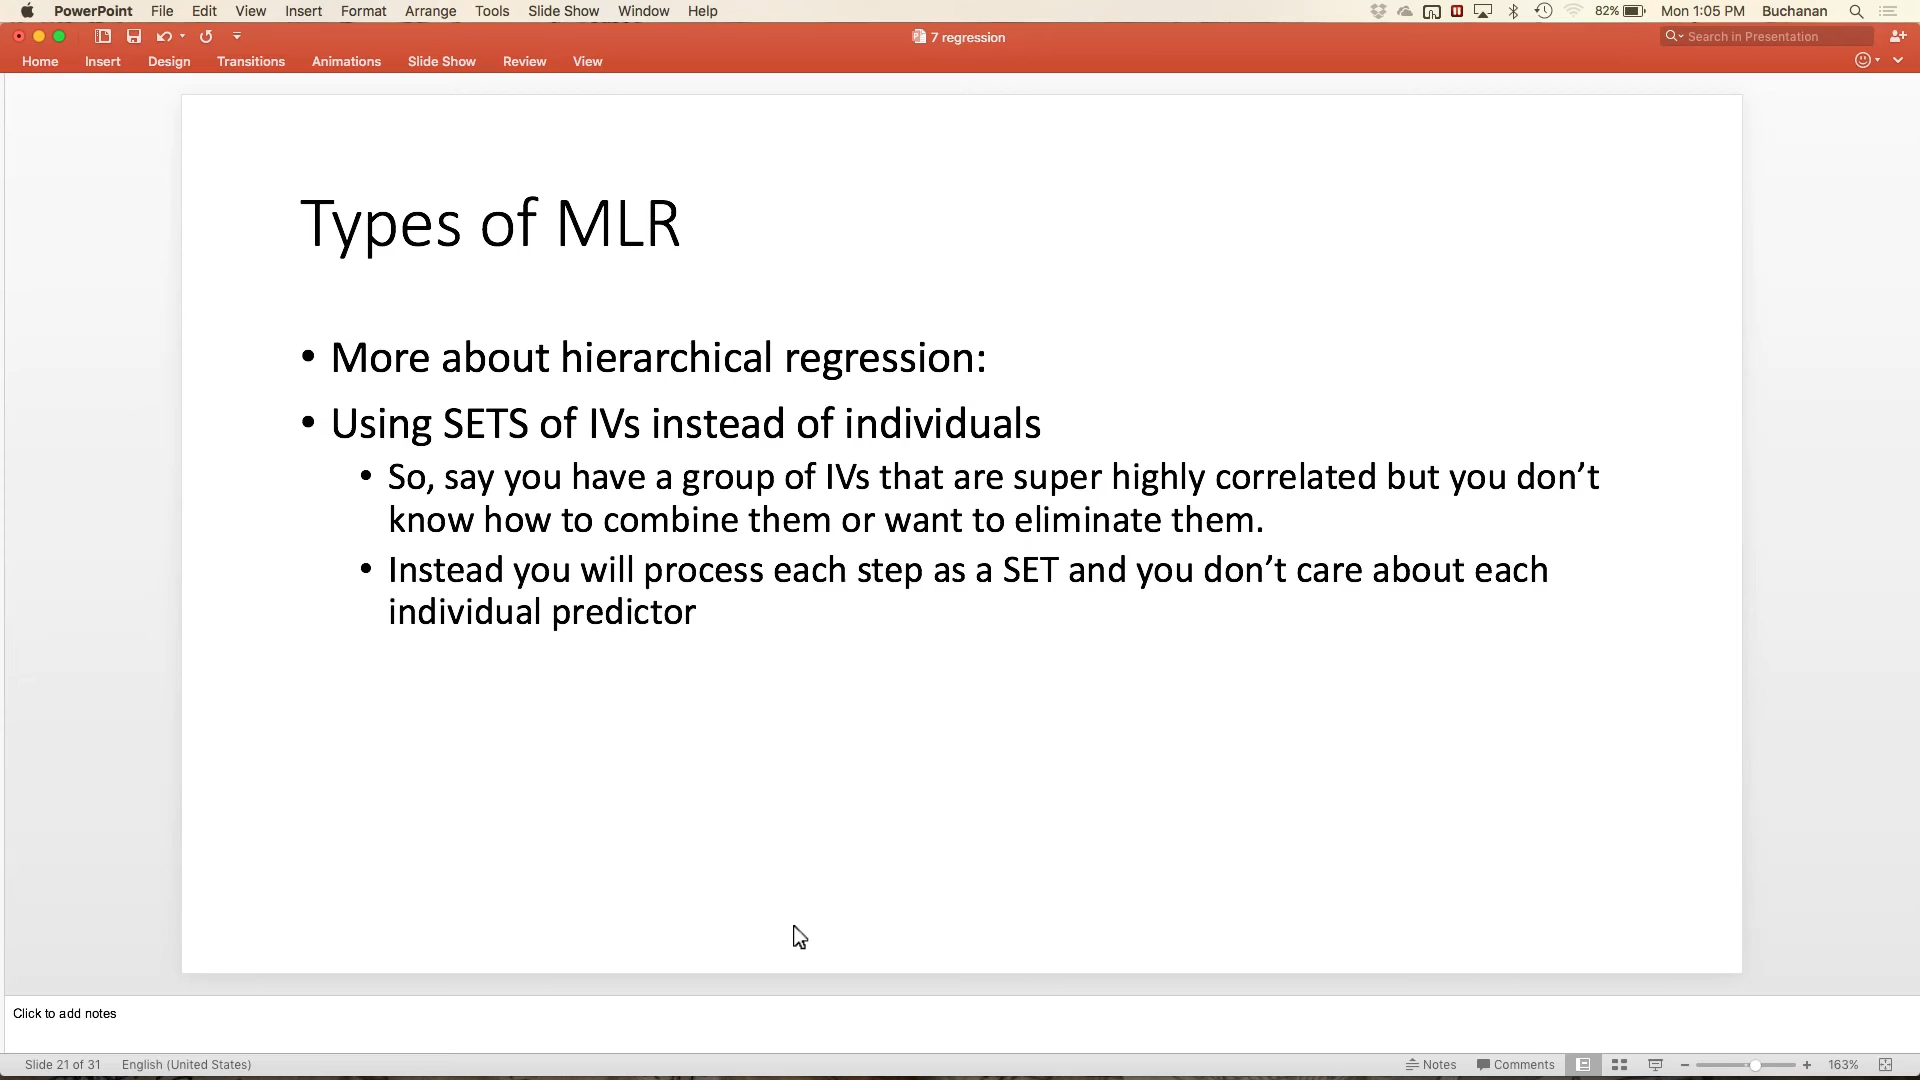 PowerPoint File Edit View Insert Format Arrange Tools Slide Show Window Help 82% Mon 1:05 PM Buchanan
7 regression Search in Presentation
Home Insert Design Transitions Animations Slide Show Review View
Types of MLR
• More about hierarchical regression:
• Using SETS of IVs instead of individuals
• So, say you have a group of IVs that are super highly correlated but you don’t
know how to combine them or want to eliminate them.
• Instead you will process each step as a SET and you don’t care about each
individual predictor
Click to add notes
Slide 21 of 31 English (United States) Notes Comments 163%